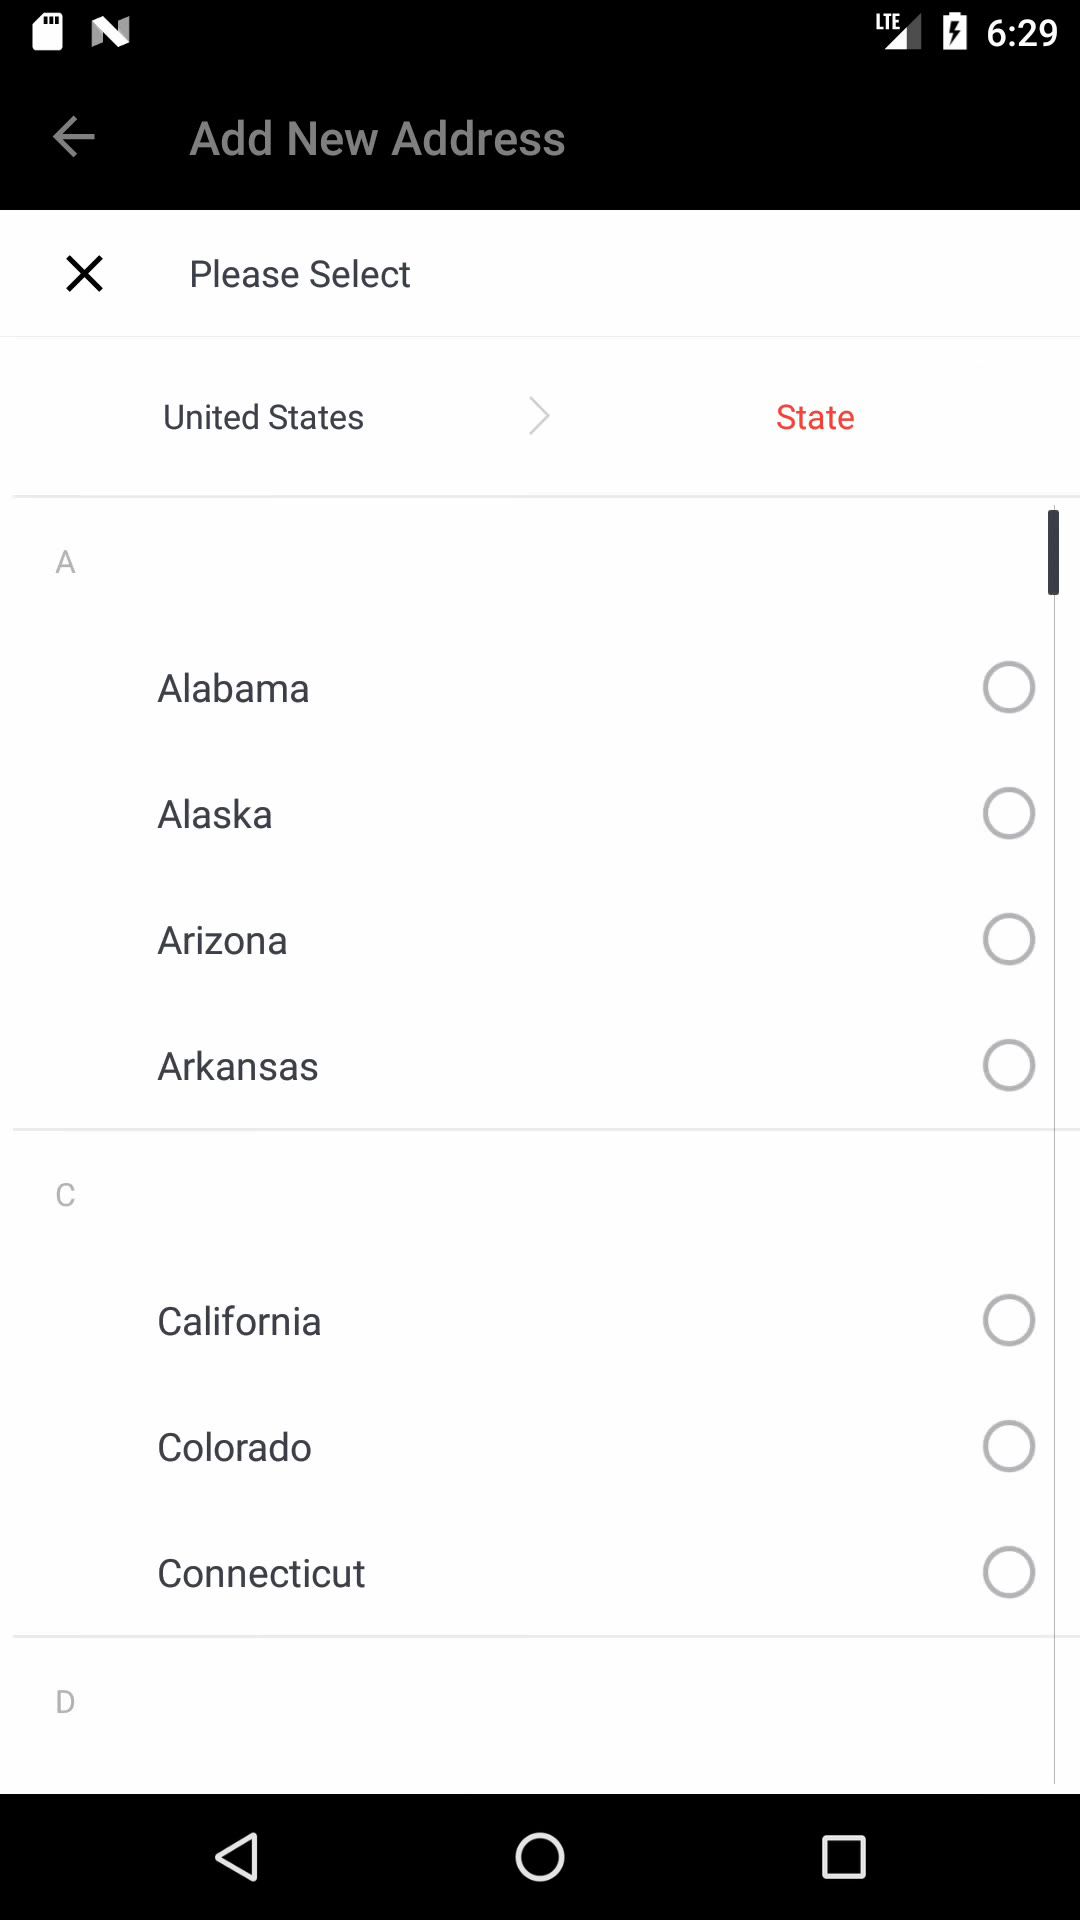 LTE 6:29
Add New Address
Please Select
United States State
A
Alabama
Alaska
Arizona
Arkansas
C
California
Colorado
Connecticut
D